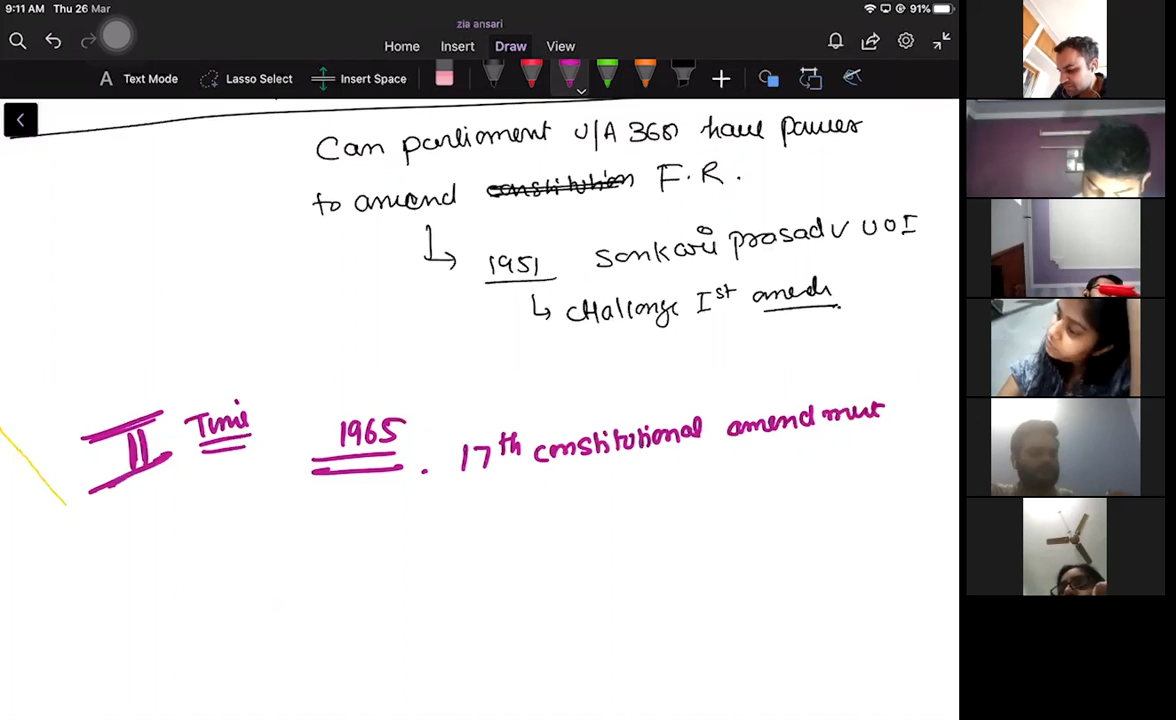 9:11 AM Thu 26 Mar
91%
zia ansari
Home Insert Draw View
Text Mode Lasso Select Insert Space
Can parliament U/A 368 have power
to amend constitution F.R.
1951 Sankari prasad v UOI
challenge Ist amedn.
II Time 1965. 17th constitutional amendment